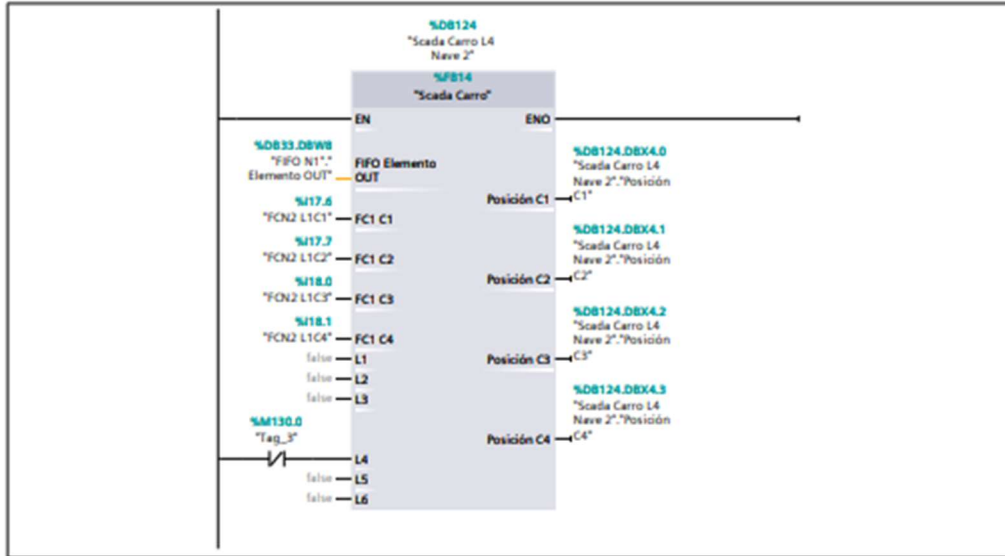 %DB124
"Scada Carro L4
Nave 2"
%FB14
"Scada Carro"
EN
ENO
%DB33.DBW8
"FIFO N1"."
Elemento OUT"
FIFO Elemento
OUT
%DB124.DBX4.0
"Scada Carro L4
Nave 2"."Posición
C1"
Posición C1
%I17.6
"FCN2 L1C1"
FC1 C1
%I17.7
"FCN2 L1C2"
FC1 C2
%DB124.DBX4.1
"Scada Carro L4
Nave 2"."Posición
C2"
Posición C2
%I18.0
"FCN2 L1C3"
FC1 C3
%I18.1
"FCN2 L1C4"
FC1 C4
%DB124.DBX4.2
"Scada Carro L4
Nave 2"."Posición
C3"
Posición C3
false
L1
false
L2
false
L3
%DB124.DBX4.3
"Scada Carro L4
Nave 2"."Posición
C4"
Posición C4
%M130.0
"Tag_3"
L4
false
L5
false
L6